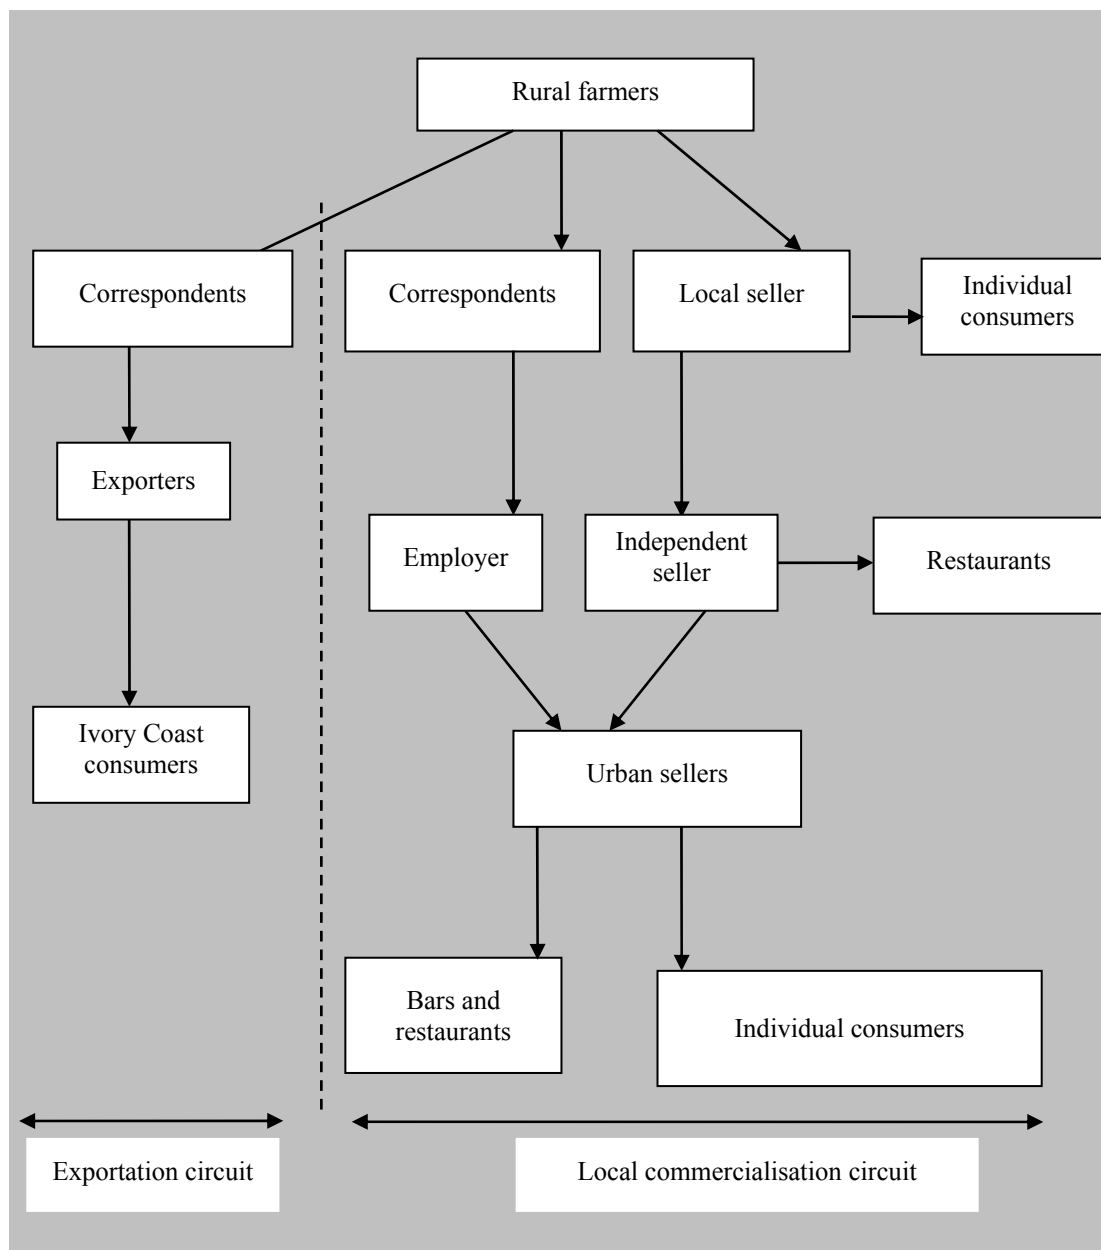 Rural farmers
Correspondents
Correspondents
Local seller
Individual
consumers
Exporters
Employer
Independent
seller
Restaurants
Ivory Coast
consumers
Urban sellers
Bars and
restaurants
Individual consumers
Exportation circuit
Local commercialisation circuit